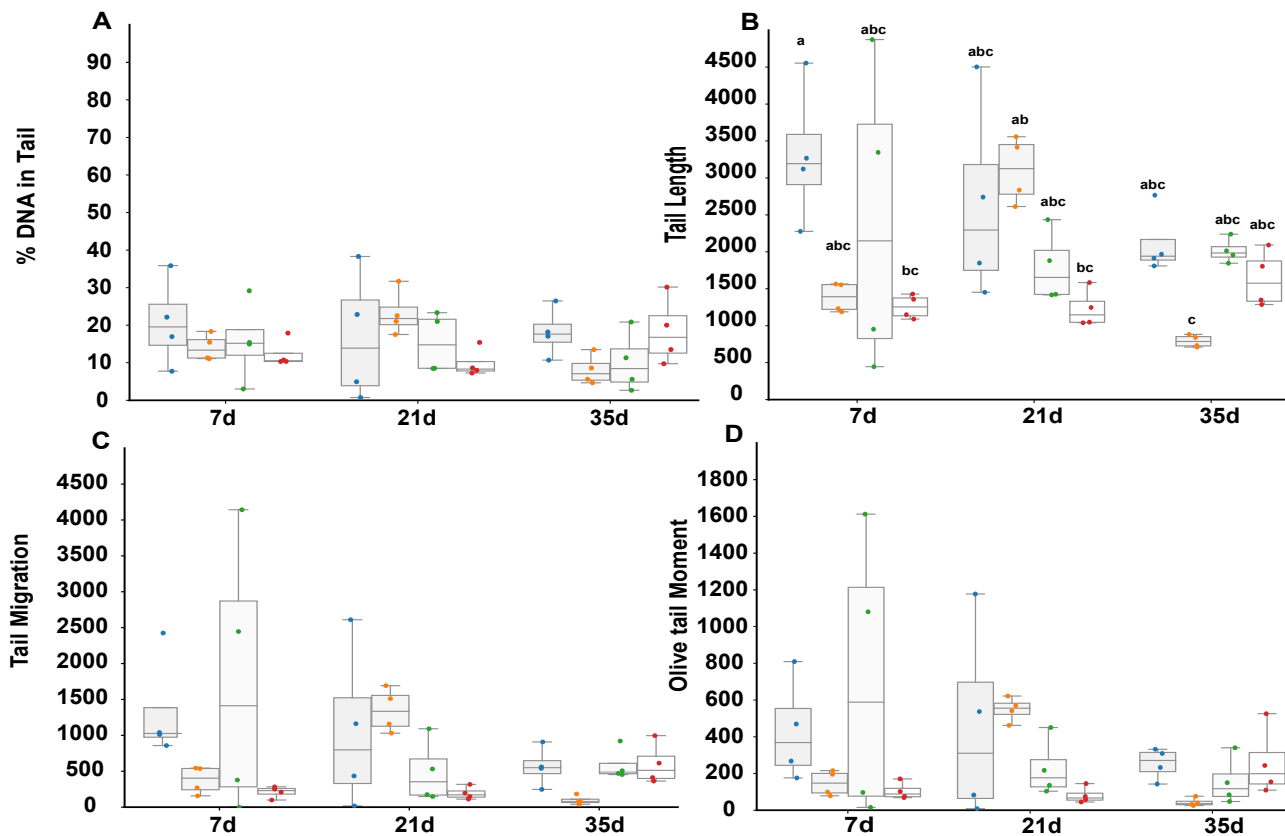 A
% DNA in Tail
90
80
70
60
50
40
30
20
10
0
7d
21d
35d
B
Tail Length
4500
4000
3500
3000
2500
2000
1500
1000
500
0
a
abc
abc
bc
abc
ab
abc
bc
abc
c
abc
abc
7d
21d
35d
C
Tail Migration
4500
4000
3500
3000
2500
2000
1500
1000
500
0
7d
21d
35d
D
Olive tail Moment
1800
1600
1400
1200
1000
800
600
400
200
0
7d
21d
35d